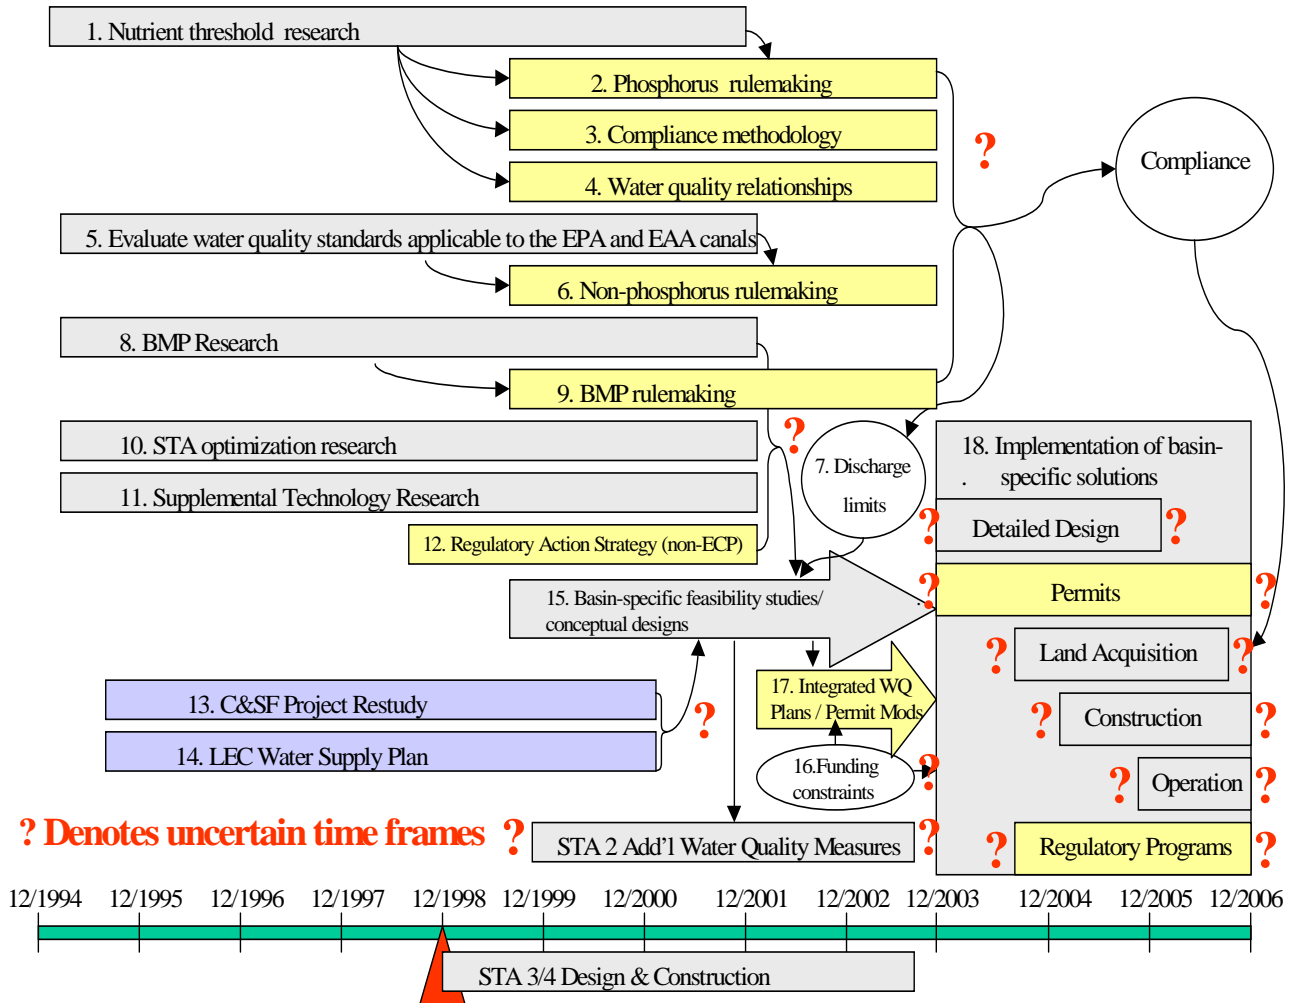 1. Nutrient threshold research
2. Phosphorus rulemaking
3. Compliance methodology
4. Water quality relationships
?
Compliance
5. Evaluate water quality standards applicable to the EPA and EAA canals
6. Non-phosphorus rulemaking
8. BMP Research
9. BMP rulemaking
10. STA optimization research
?
7. Discharge
limits
11. Supplemental Technology Research
12. Regulatory Action Strategy (non-ECP)
18. Implementation of basin-
. specific solutions
? Detailed Design ?
? Permits ?
15. Basin-specific feasibility studies/
conceptual designs
.
? Land Acquisition ?
13. C&SF Project Restudy
?
14. LEC Water Supply Plan
17. Integrated WQ
Plans / Permit Mods
? Construction ?
16.Funding
constraints
?
? Operation ?
? Denotes uncertain time frames ?
STA 2 Add'l Water Quality Measures ?
? Regulatory Programs ?
12/1994 12/1995 12/1996 12/1997 12/1998 12/1999 12/2000 12/2001 12/2002 12/2003 12/2004 12/2005 12/2006
STA 3/4 Design & Construction